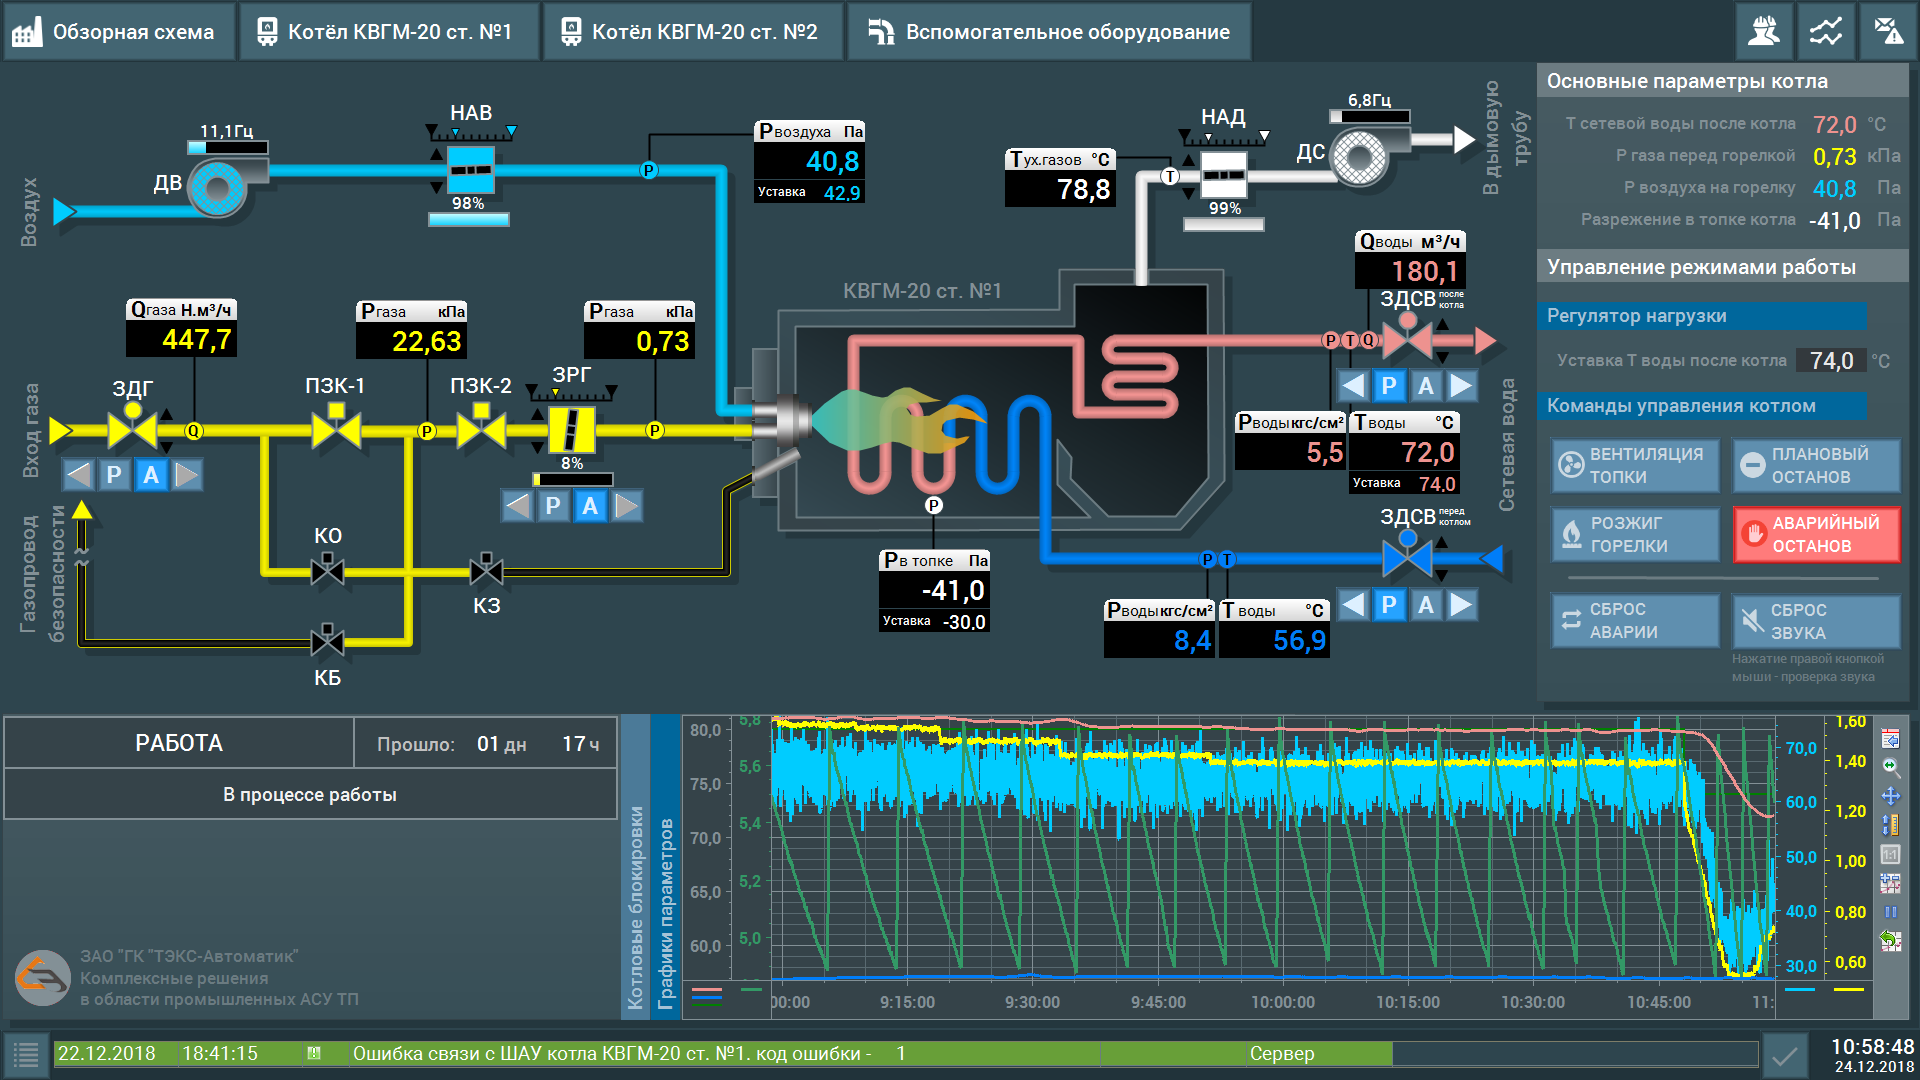 Обзорная схема
Котёл КВГМ-20 ст. №1
Котёл КВГМ-20 ст. №2
Вспомогательное оборудование
Воздух
11,1Гц
ДВ
НАВ
98%
Pвоздуха Па
40,8
Уставка 42,9
Tух.газов °C
78,8
НАД
99%
6,8Гц
ДС
В дымовую
трубу
Qгаза Н.м³/ч
447,7
Pгаза кПа
22,63
Pгаза кПа
0,73
Вход газа
ЗДГ
ПЗК-1
ПЗК-2
ЗРГ
8%
Q
P
P
P
T
P А
P А
КВГМ-20 ст. №1
Qводы м³/ч
180,1
ЗДСВ после
котла
P T Q
P А
Pводы кгс/см²
5,5
Tводы °C
72,0
Уставка 74,0
Сетевая вода
Газопровод
безопасности
КО
КЗ
КБ
P
Pв топке Па
-41,0
Уставка -30,0
ЗДСВ перед
котлом
P T
P А
Pводы кгс/см²
8,4
Tводы °C
56,9
Основные параметры котла
Т сетевой воды после котла 72,0 °C
Р газа перед горелкой 0,73 кПа
Р воздуха на горелку 40,8 Па
Разрежение в топке котла -41,0 Па
Управление режимами работы
Регулятор нагрузки
Уставка Т воды после котла 74,0 °C
Команды управления котлом
ВЕНТИЛЯЦИЯ
ТОПКИ
ПЛАНОВЫЙ
ОСТАНОВ
РОЗЖИГ
ГОРЕЛКИ
АВАРИЙНЫЙ
ОСТАНОВ
СБРОС
АВАРИИ
СБРОС
ЗВУКА
Нажатие правой кнопкой
мыши - проверка звука
РАБОТА
Прошло: 01 дн 17 ч
В процессе работы
ЗАО "ГК "ТЭКС-Автоматик"
Комплексные решения
в области промышленных АСУ ТП
Котловые блокировки
Графики параметров
80,0
75,0
70,0
65,0
60,0
5,8
5,6
5,4
5,2
5,0
70,0
60,0
50,0
40,0
30,0
1,60
1,40
1,20
1,00
0,80
0,60
1:1
00:00 9:15:00 9:30:00 9:45:00 10:00:00 10:15:00 10:30:00 10:45:00 11:
22.12.2018 18:41:15 Ошибка связи с ШАУ котла КВГМ-20 ст. №1. код ошибки - 1 Сервер
10:58:48
24.12.2018